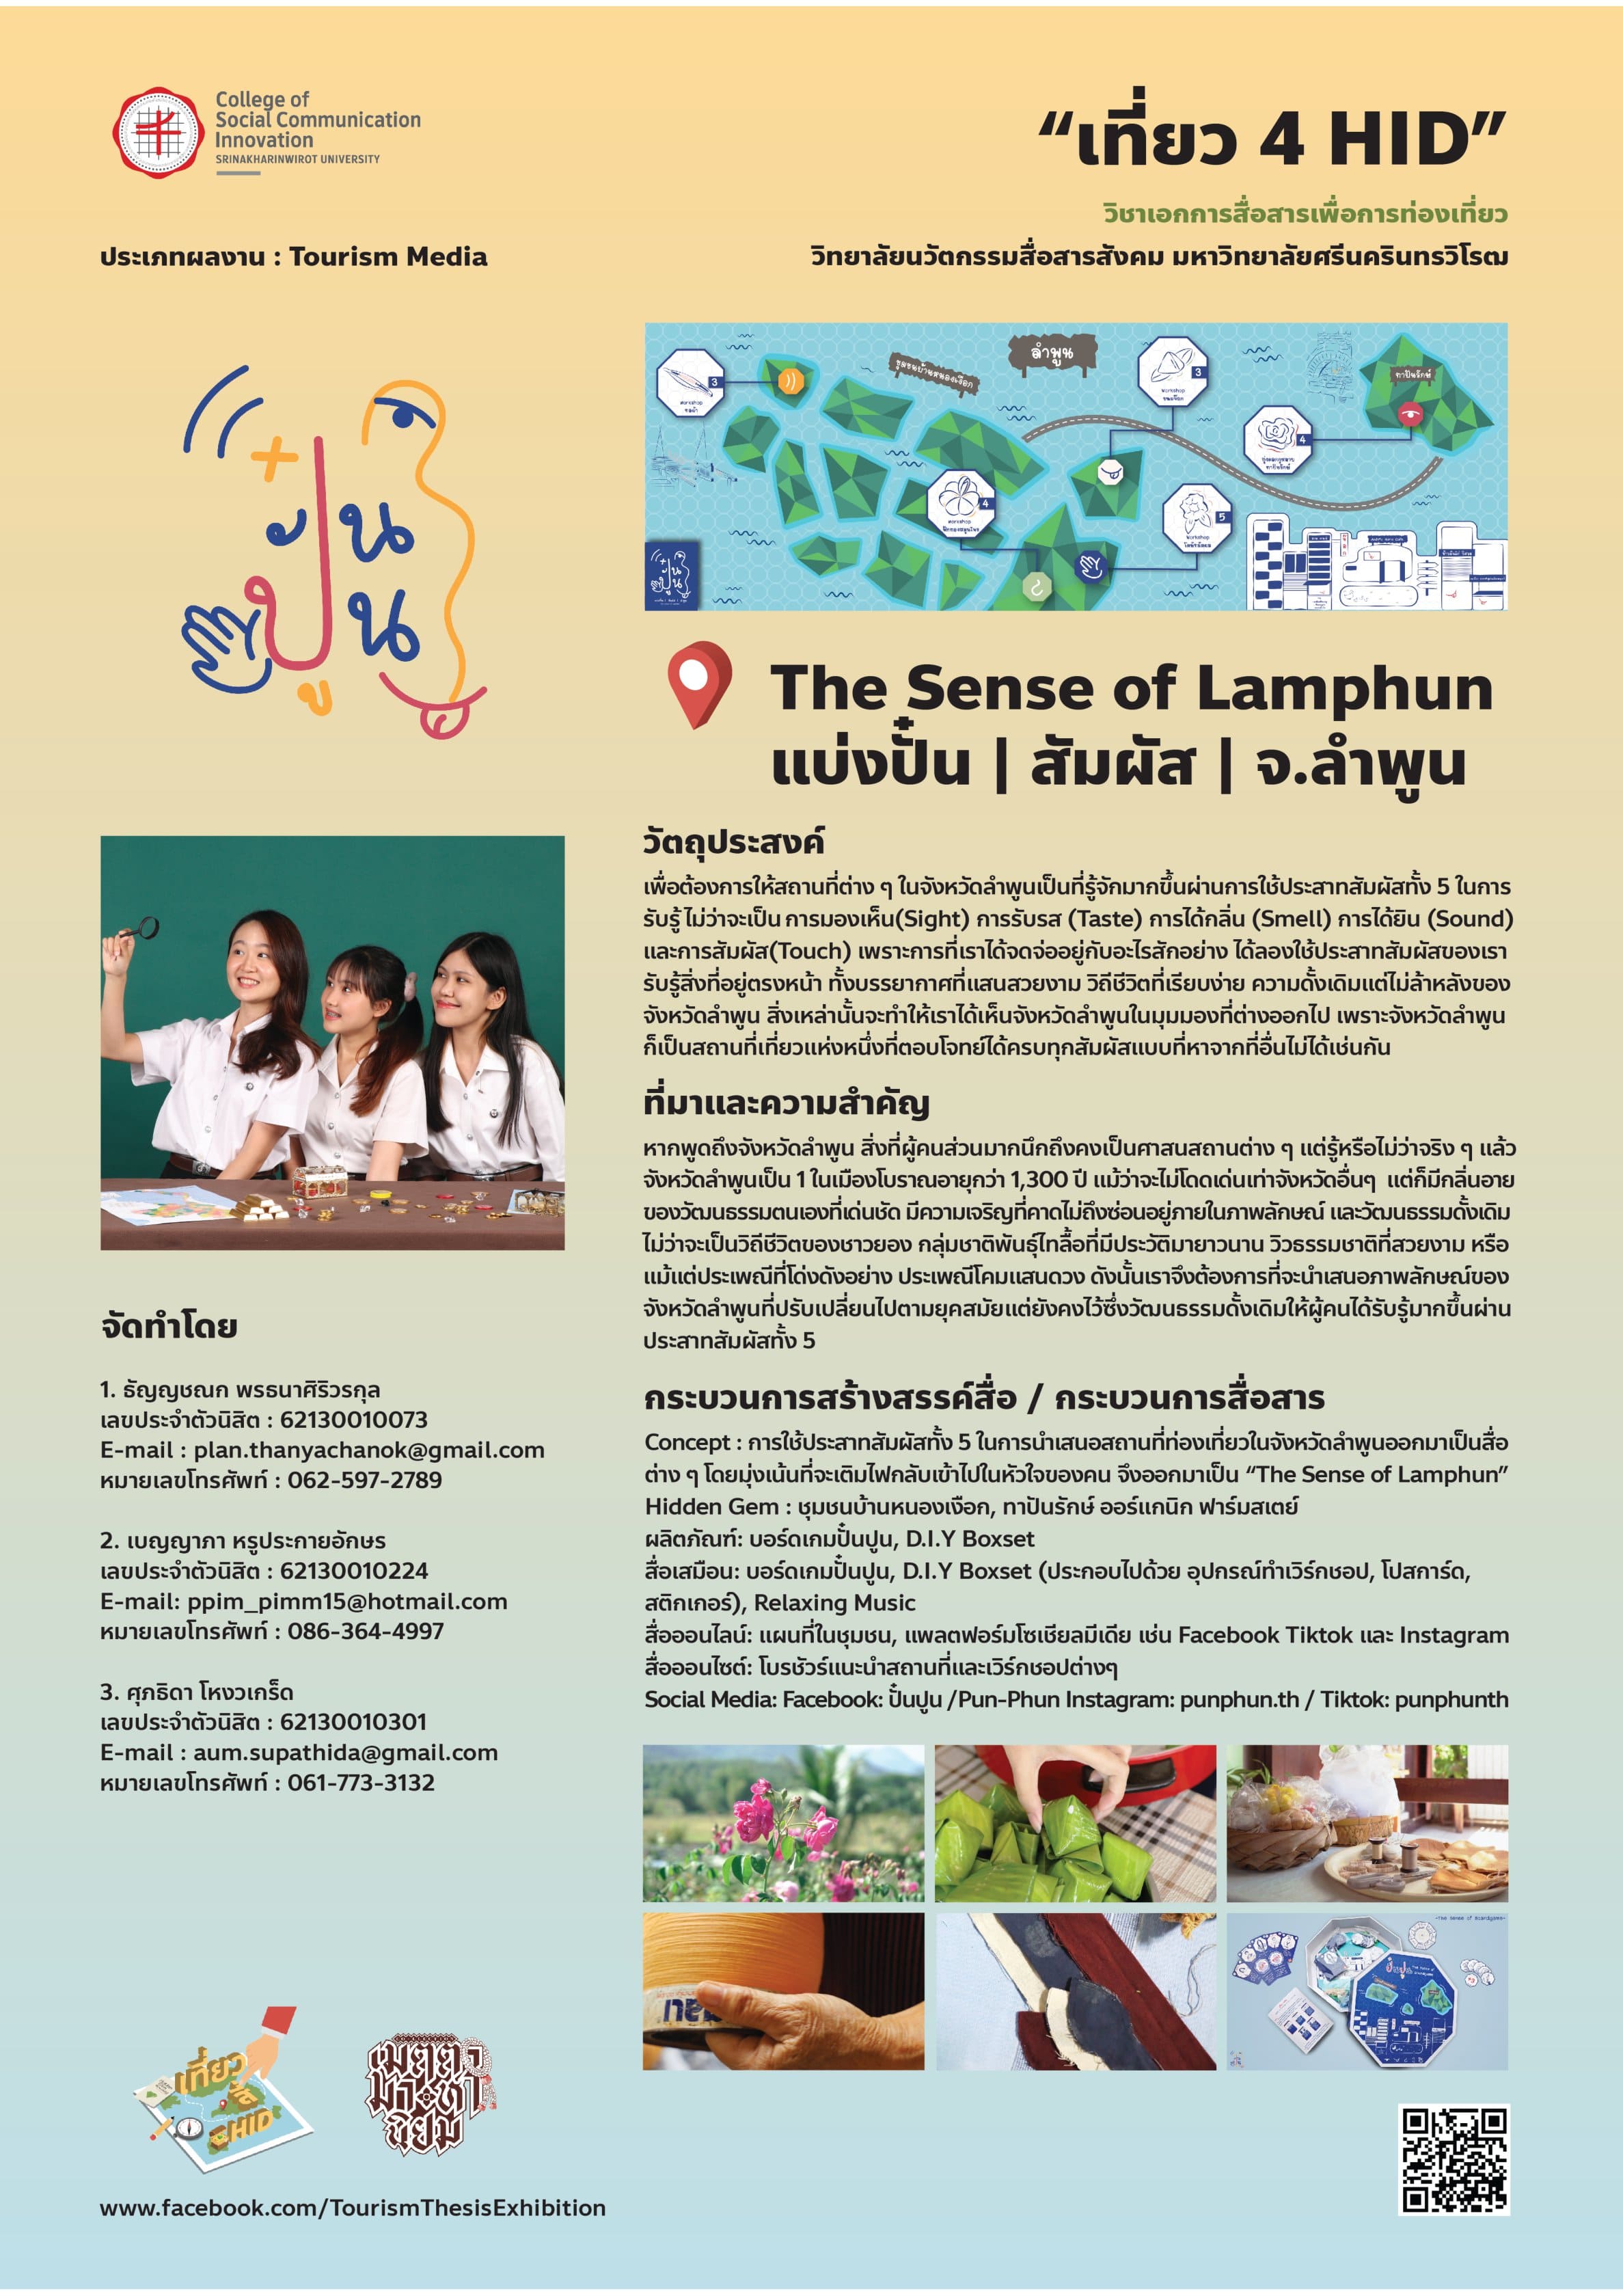 College of
Social Communication
Innovation
SRINAKHARINWIROT UNIVERSITY
“เที่ยว 4 HID”
วิชาเอกการสื่อสารเพื่อการท่องเที่ยว
ประเภทผลงาน : Tourism Media
วิทยาลัยนวัตกรรมสื่อสารสังคม มหาวิทยาลัยศรีนครินทรวิโรฒ
ปั๋น
ปูน
ลำพูน
ชุมชนบ้านหนองเงือก
ทาปันรักษ์
3
workshop
3
workshop
4
4
workshop
5
workshop
The Sense of Lamphun
แบ่งปั๋น | สัมผัส | จ.ลำพูน
วัตถุประสงค์
เพื่อต้องการให้สถานที่ต่าง ๆ ในจังหวัดลำพูนเป็นที่รู้จักมากขึ้นผ่านการใช้ประสาทสัมผัสทั้ง 5 ในการ
รับรู้ ไม่ว่าจะเป็น การมองเห็น(Sight) การรับรส (Taste) การได้กลิ่น (Smell) การได้ยิน (Sound)
และการสัมผัส(Touch) เพราะการที่เราได้จดจ่ออยู่กับอะไรสักอย่าง ได้ลองใช้ประสาทสัมผัสของเรา
รับรู้สิ่งที่อยู่ตรงหน้า ทั้งบรรยากาศที่แสนสวยงาม วิถีชีวิตที่เรียบง่าย ความดั้งเดิมแต่ไม่ล้าหลังของ
จังหวัดลำพูน สิ่งเหล่านั้นจะทำให้เราได้เห็นจังหวัดลำพูนในมุมมองที่ต่างออกไป เพราะจังหวัดลำพูน
ก็เป็นสถานที่เที่ยวแห่งหนึ่งที่ตอบโจทย์ได้ครบทุกสัมผัสแบบที่หาจากที่อื่นไม่ได้เช่นกัน
ที่มาและความสำคัญ
หากพูดถึงจังหวัดลำพูน สิ่งที่ผู้คนส่วนมากนึกถึงคงเป็นศาสนสถานต่าง ๆ แต่รู้หรือไม่ว่าจริง ๆ แล้ว
จังหวัดลำพูนเป็น 1 ในเมืองโบราณอายุกว่า 1,300 ปี แม้ว่าจะไม่โดดเด่นเท่าจังหวัดอื่นๆ แต่ก็มีกลิ่นอาย
ของวัฒนธรรมตนเองที่เด่นชัด มีความเจริญที่คาดไม่ถึงซ่อนอยู่ภายในภาพลักษณ์ และวัฒนธรรมดั้งเดิม
ไม่ว่าจะเป็นวิถีชีวิตของชาวยอง กลุ่มชาติพันธุ์ไทลื้อที่มีประวัติมายาวนาน วิวธรรมชาติที่สวยงาม หรือ
แม้แต่ประเพณีที่โด่งดังอย่าง ประเพณีโคมแสนดวง ดังนั้นเราจึงต้องการที่จะนำเสนอภาพลักษณ์ของ
จังหวัดลำพูนที่ปรับเปลี่ยนไปตามยุคสมัยแต่ยังคงไว้ซึ่งวัฒนธรรมดั้งเดิมให้ผู้คนได้รับรู้มากขึ้นผ่าน
ประสาทสัมผัสทั้ง 5
กระบวนการสร้างสรรค์สื่อ / กระบวนการสื่อสาร
Concept : การใช้ประสาทสัมผัสทั้ง 5 ในการนำเสนอสถานที่ท่องเที่ยวในจังหวัดลำพูนออกมาเป็นสื่อ
ต่าง ๆ โดยมุ่งเน้นที่จะเติมไฟกลับเข้าไปในหัวใจของคน จึงออกมาเป็น “The Sense of Lamphun”
Hidden Gem : ชุมชนบ้านหนองเงือก, ทาปันรักษ์ ออร์แกนิก ฟาร์มสเตย์
ผลิตภัณฑ์: บอร์ดเกมปั๋นปูน, D.I.Y Boxset
สื่อเสมือน: บอร์ดเกมปั๋นปูน, D.I.Y Boxset (ประกอบไปด้วย อุปกรณ์ทำเวิร์กชอป, โปสการ์ด,
สติกเกอร์), Relaxing Music
สื่อออนไลน์: แผนที่ในชุมชน, แพลตฟอร์มโซเชียลมีเดีย เช่น Facebook Tiktok และ Instagram
สื่อออนไซต์: โบรชัวร์แนะนำสถานที่และเวิร์กชอปต่างๆ
Social Media: Facebook: ปั๋นปูน /Pun-Phun Instagram: punphun.th / Tiktok: punphunth
จัดทำโดย
1. ธัญญชณก พรธนาศิริวรกุล
เลขประจำตัวนิสิต : 62130010073
E-mail : plan.thanyachanok@gmail.com
หมายเลขโทรศัพท์ : 062-597-2789
2. เบญญาภา หรูประกายอักษร
เลขประจำตัวนิสิต : 62130010224
E-mail: ppim_pimm15@hotmail.com
หมายเลขโทรศัพท์ : 086-364-4997
3. ศุภธิดา โหงวเกร็ด
เลขประจำตัวนิสิต : 62130010301
E-mail : aum.supathida@gmail.com
หมายเลขโทรศัพท์ : 061-773-3132
เที่ยว
4
HID
เมตตา
มะหา
นิยม
www.facebook.com/TourismThesisExhibition